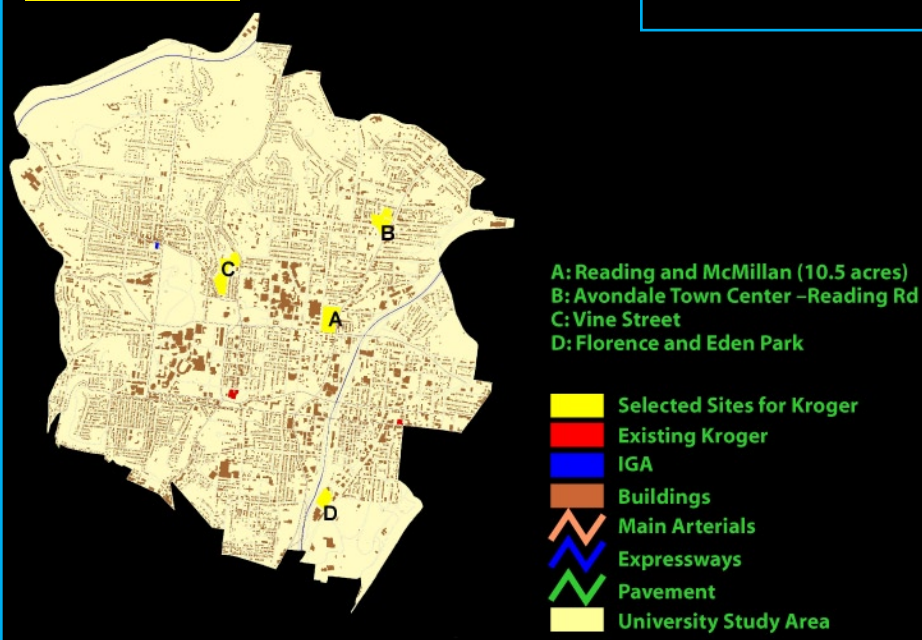 B
C
A
D
A: Reading and McMillan (10.5 acres)
B: Avondale Town Center –Reading Rd
C: Vine Street
D: Florence and Eden Park
Selected Sites for Kroger
Existing Kroger
IGA
Buildings
Main Arterials
Expressways
Pavement
University Study Area